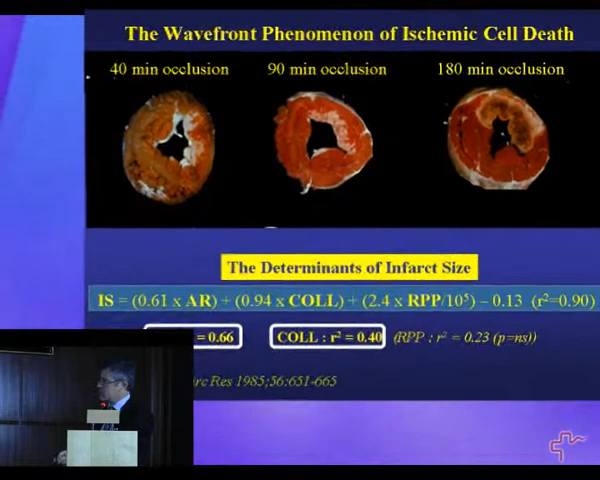 The Wavefront Phenomenon of Ischemic Cell Death
40 min occlusion 90 min occlusion 180 min occlusion
The Determinants of Infarct Size
IS = (0.61 x AR) + (0.94 x COLL) + (2.4 x RPP/10⁵) – 0.13 (r²=0.90)
= 0.66 COLL : r² = 0.40 (RPP : r² = 0.23 (p=ns))
Res 1985;56:651-665